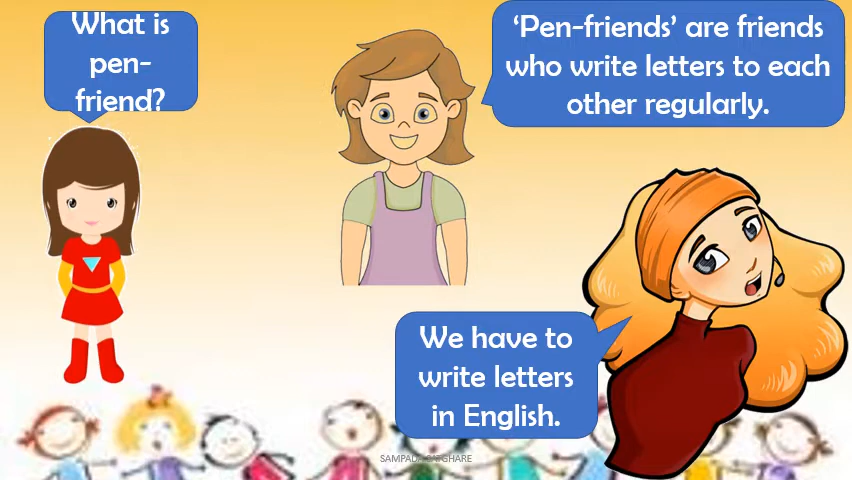 What is
pen-
friend?
‘Pen-friends’ are friends
who write letters to each
other regularly.
We have to
write letters
in English.